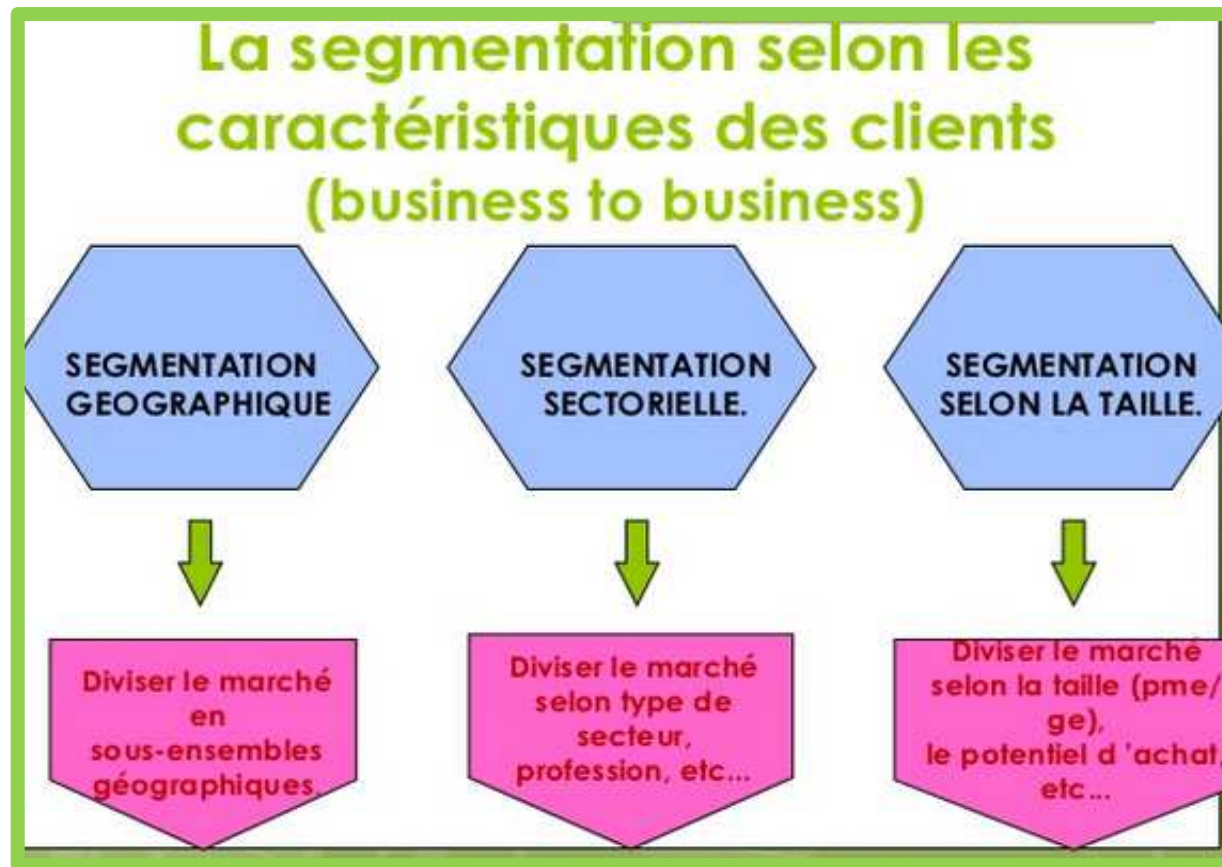 La segmentation selon les
caractéristiques des clients
(business to business)
SEGMENTATION
GEOGRAPHIQUE
SEGMENTATION
SECTORIELLE.
SEGMENTATION
SELON LA TAILLE.
Diviser le marché
en
sous-ensembles
géographiques.
Diviser le marché
selon type de
secteur,
profession, etc...
Diviser le marché
selon la taille (pme/
ge),
le potentiel d 'achat,
etc...